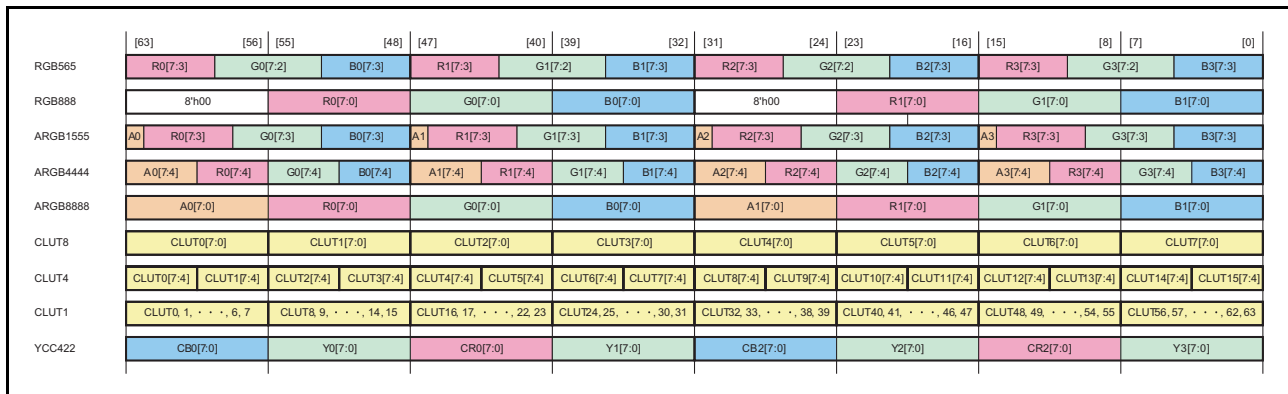 [63] [56] [55] [48] [47] [40] [39] [32] [31] [24] [23] [16] [15] [8] [7] [0]
RGB565 R0[7:3] G0[7:2] B0[7:3] R1[7:3] G1[7:2] B1[7:3] R2[7:3] G2[7:2] B2[7:3] R3[7:3] G3[7:2] B3[7:3]
RGB888 8'h00 R0[7:0] G0[7:0] B0[7:0] 8'h00 R1[7:0] G1[7:0] B1[7:0]
ARGB1555 A0 R0[7:3] G0[7:3] B0[7:3] A1 R1[7:3] G1[7:3] B1[7:3] A2 R2[7:3] G2[7:3] B2[7:3] A3 R3[7:3] G3[7:3] B3[7:3]
ARGB4444 A0[7:4] R0[7:4] G0[7:4] B0[7:4] A1[7:4] R1[7:4] G1[7:4] B1[7:4] A2[7:4] R2[7:4] G2[7:4] B2[7:4] A3[7:4] R3[7:4] G3[7:4] B3[7:4]
ARGB8888 A0[7:0] R0[7:0] G0[7:0] B0[7:0] A1[7:0] R1[7:0] G1[7:0] B1[7:0]
CLUT8 CLUT0[7:0] CLUT1[7:0] CLUT2[7:0] CLUT3[7:0] CLUT4[7:0] CLUT5[7:0] CLUT6[7:0] CLUT7[7:0]
CLUT4 CLUT0[7:4] CLUT1[7:4] CLUT2[7:4] CLUT3[7:4] CLUT4[7:4] CLUT5[7:4] CLUT6[7:4] CLUT7[7:4] CLUT8[7:4] CLUT9[7:4] CLUT10[7:4] CLUT11[7:4] CLUT12[7:4] CLUT13[7:4] CLUT14[7:4] CLUT15[7:4]
CLUT1 CLUT0, 1, ・・・, 6, 7 CLUT8, 9, ・・・, 14, 15 CLUT16, 17, ・・・, 22, 23 CLUT24, 25, ・・・, 30, 31 CLUT32, 33, ・・・, 38, 39 CLUT40, 41, ・・・, 46, 47 CLUT48, 49, ・・・, 54, 55 CLUT56, 57, ・・・, 62, 63
YCC422 CB0[7:0] Y0[7:0] CR0[7:0] Y1[7:0] CB2[7:0] Y2[7:0] CR2[7:0] Y3[7:0]